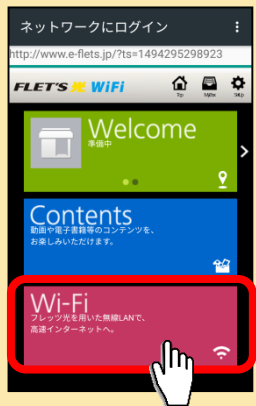 ネットワークにログイン
http://www.e-flets.jp/?ts=1494295298923
FLET'S 光 WiFi
Top
Welcome
準備中
Contents
動画や電子書籍等のコンテンツを、
お楽しみいただけます。
Wi-Fi
フレッツ光を用いた無線LANで、
高速インターネットへ。